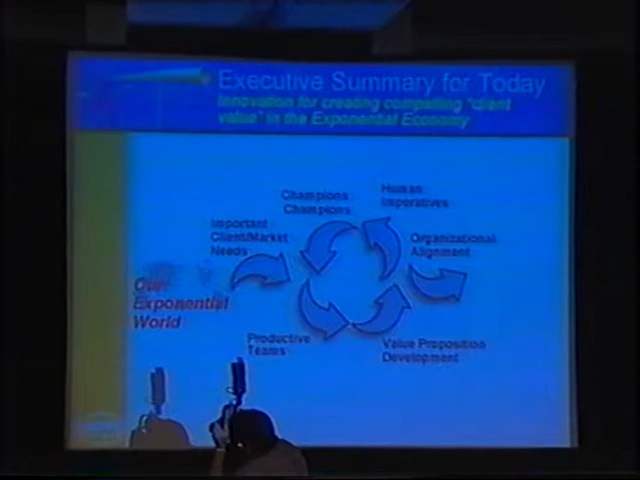 Executive Summary for Today
Innovation for creating compelling "client
value" in the Exponential Economy
Champions
Champions
Human
Imperatives
Important
Client/Market
Needs
Organizational
Alignment
Our
Exponential
World
Productive
Teams
Value Proposition
Development